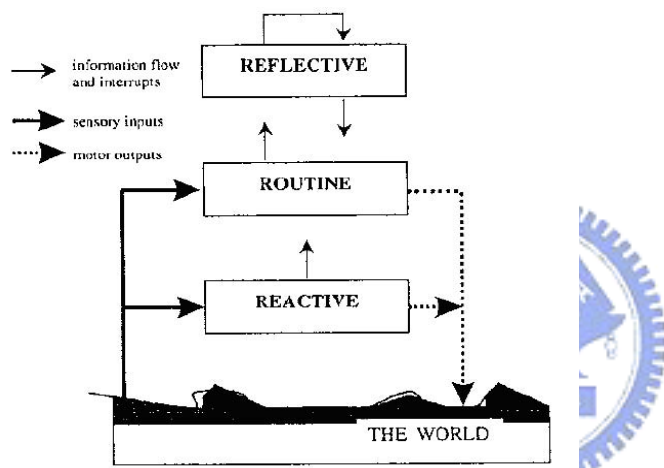 REFLECTIVE
information flow
and interrupts
sensory inputs
motor outputs
ROUTINE
REACTIVE
THE WORLD